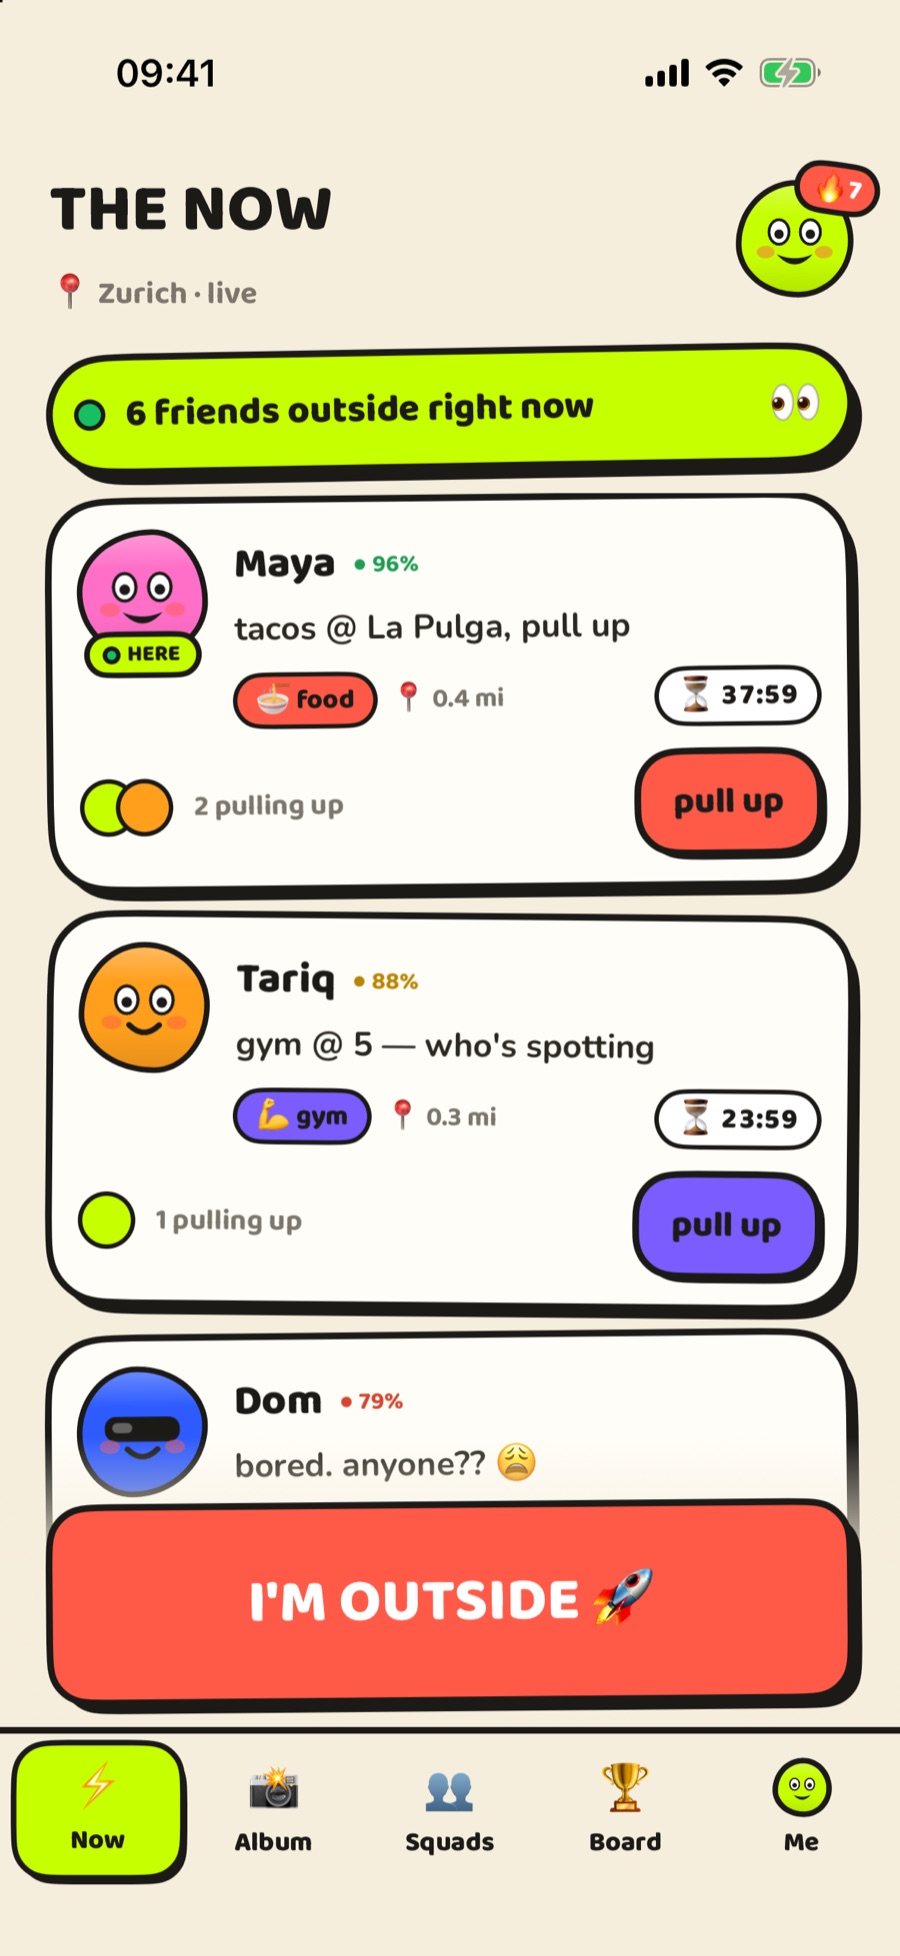 09:41
THE NOW
🔥 7
📍 Zurich · live
6 friends outside right now 👀
Maya • 96%
tacos @ La Pulga, pull up
HERE
🍜 food 📍 0.4 mi ⏳ 37:59
2 pulling up
pull up
Tariq • 88%
gym @ 5 — who's spotting
💪 gym 📍 0.3 mi ⏳ 23:59
1 pulling up
pull up
Dom • 79%
bored. anyone?? 😩
I'M OUTSIDE 🚀
Now Album Squads Board Me